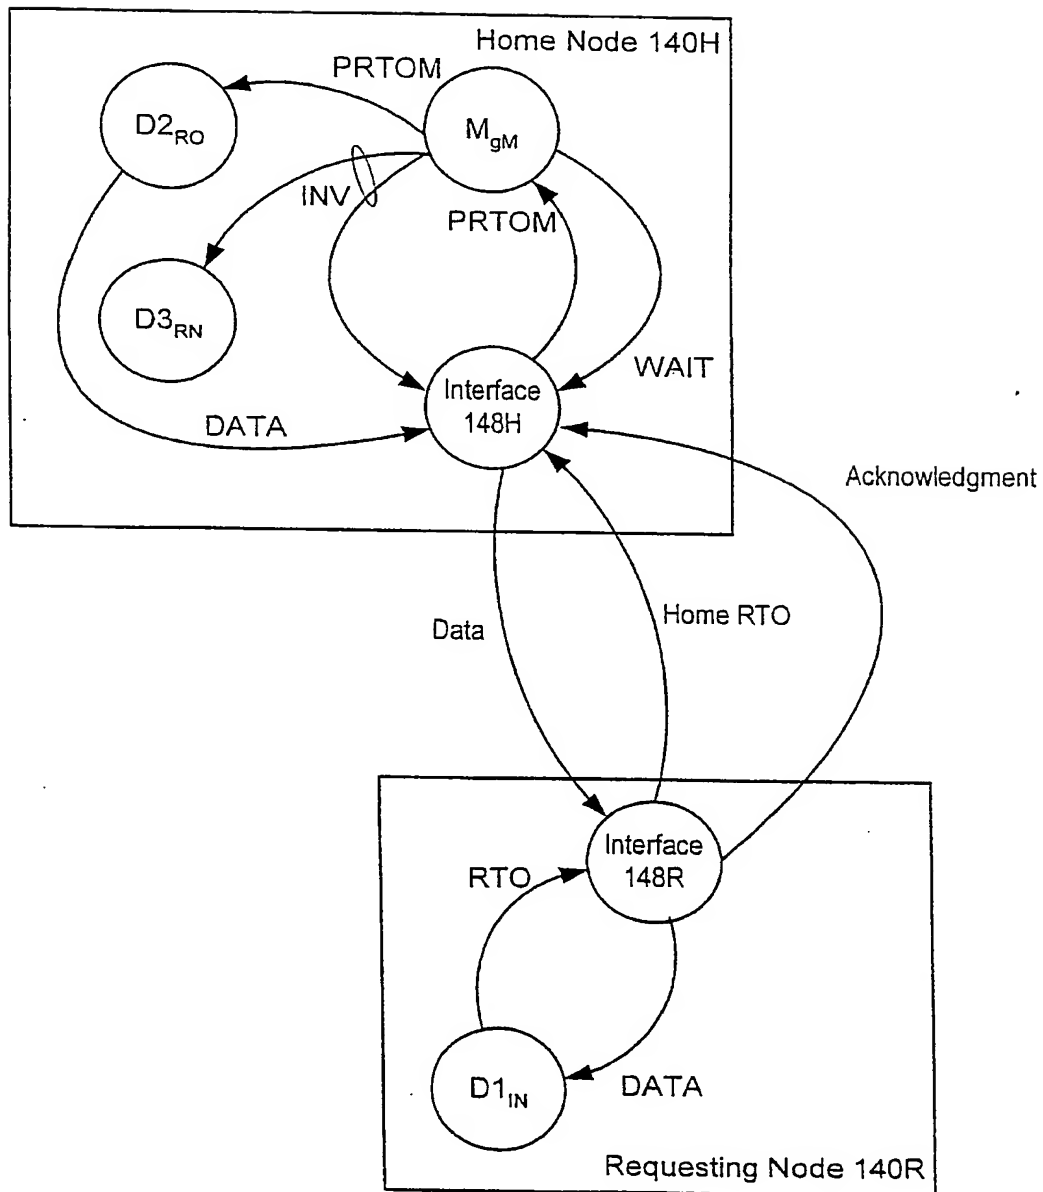 Home Node 140H
PRTOM
D2RO
MgM
INV
PRTOM
D3RN
WAIT
Interface
148H
DATA
Acknowledgment
Data
Home RTO
Interface
148R
RTO
D1IN
DATA
Requesting Node 140R